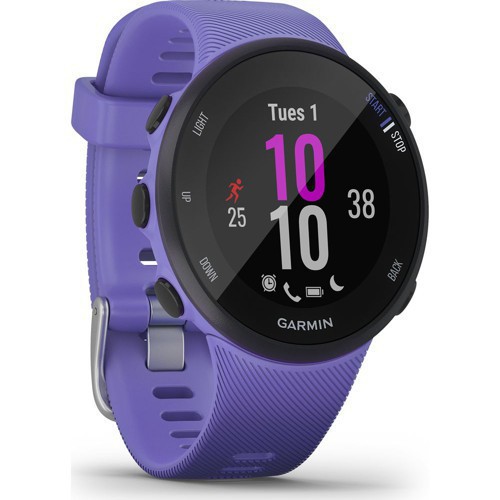 Tues 1
LIGHT
START
STOP
10
UP
25
10
38
DOWN
BACK
GARMIN